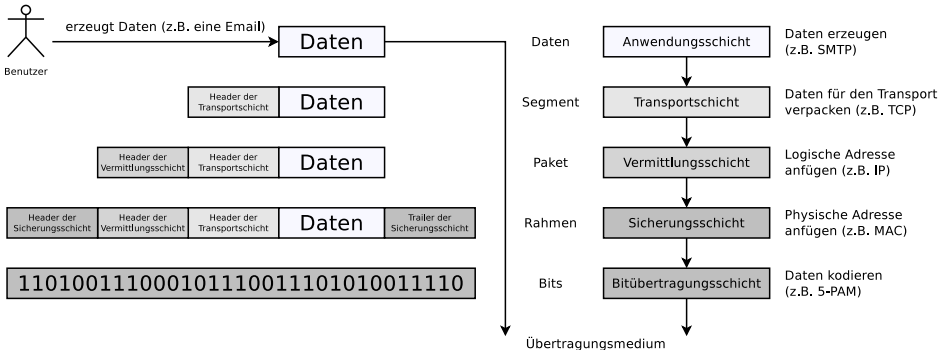 erzeugt Daten (z.B. eine Email)
Benutzer
Daten
Daten
Anwendungsschicht
Daten erzeugen
(z.B. SMTP)
Header der
Transportschicht
Daten
Segment
Transportschicht
Daten für den Transport
verpacken (z.B. TCP)
Header der
Vermittlungsschicht
Header der
Transportschicht
Daten
Paket
Vermittlungsschicht
Logische Adresse
anfügen (z.B. IP)
Header der
Sicherungsschicht
Header der
Vermittlungsschicht
Header der
Transportschicht
Daten
Trailer der
Sicherungsschicht
Rahmen
Sicherungsschicht
Physische Adresse
anfügen (z.B. MAC)
1101001110001011100111010100111​10
Bits
Bitübertragungsschicht
Daten kodieren
(z.B. 5-PAM)
Übertragungsmedium